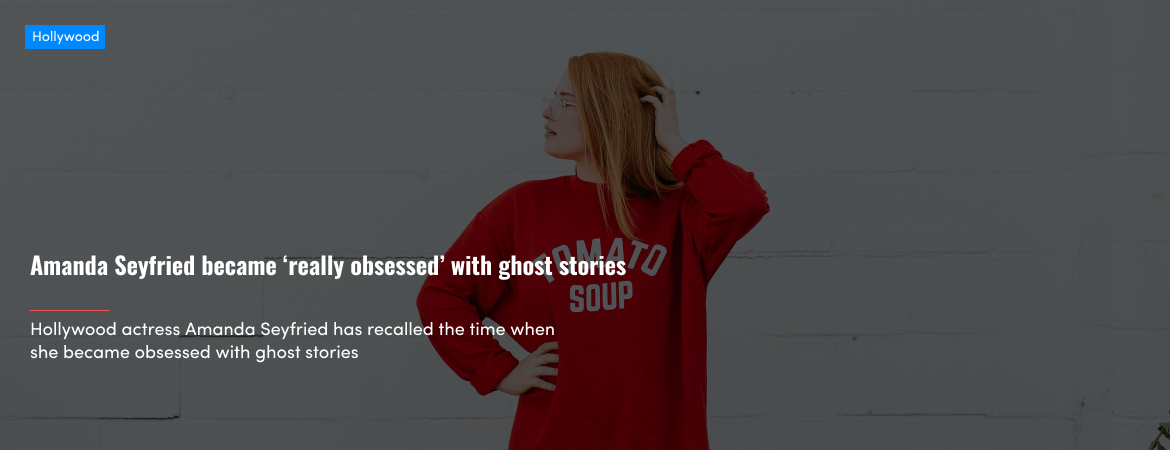 Hollywood
Amanda Seyfried became ‘really obsessed’ with ghost stories
TOMATO
SOUP
Hollywood actress Amanda Seyfried has recalled the time when
she became obsessed with ghost stories